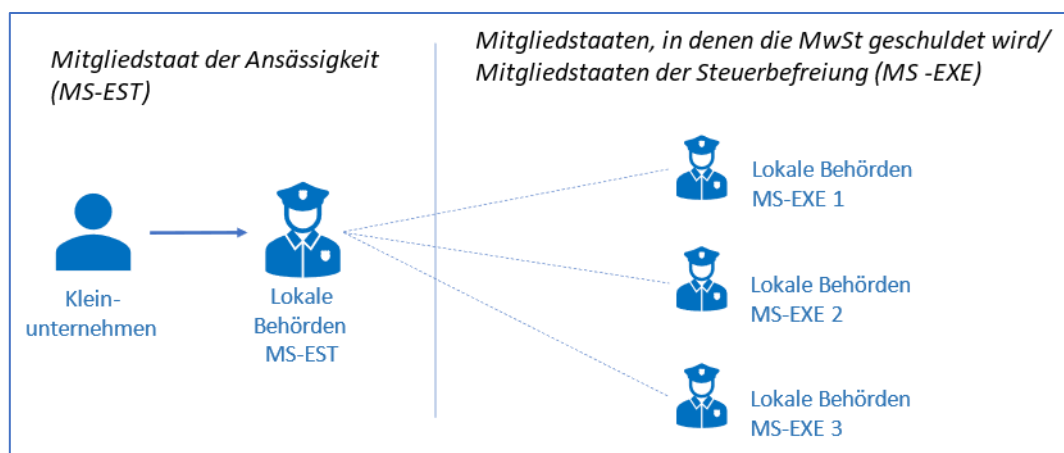 Mitgliedstaat der Ansässigkeit
(MS-EST)
Mitgliedstaaten, in denen die MwSt geschuldet wird/
Mitgliedstaaten der Steuerbefreiung (MS -EXE)
Klein-
unternehmen
Lokale
Behörden
MS-EST
Lokale Behörden
MS-EXE 1
Lokale Behörden
MS-EXE 2
Lokale Behörden
MS-EXE 3